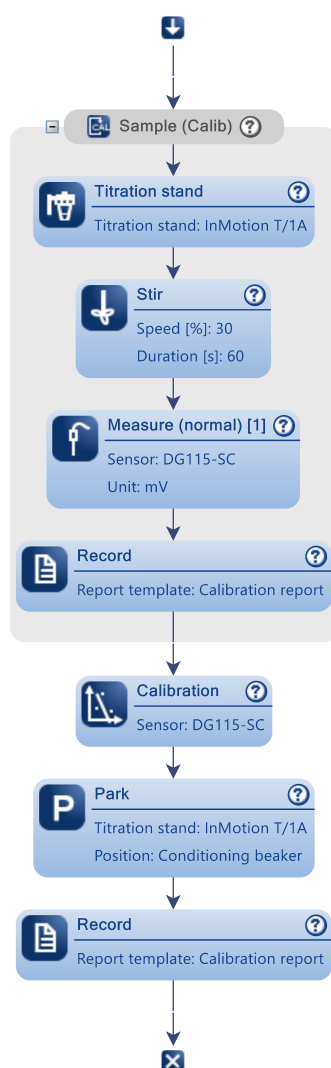 CAL
Sample (Calib) ?
Titration stand ?
Titration stand: InMotion T/1A
Stir ?
Speed [%]: 30
Duration [s]: 60
Measure (normal) [1] ?
Sensor: DG115-SC
Unit: mV
Record ?
Report template: Calibration report
Calibration ?
Sensor: DG115-SC
P
Park ?
Titration stand: InMotion T/1A
Position: Conditioning beaker
Record ?
Report template: Calibration report